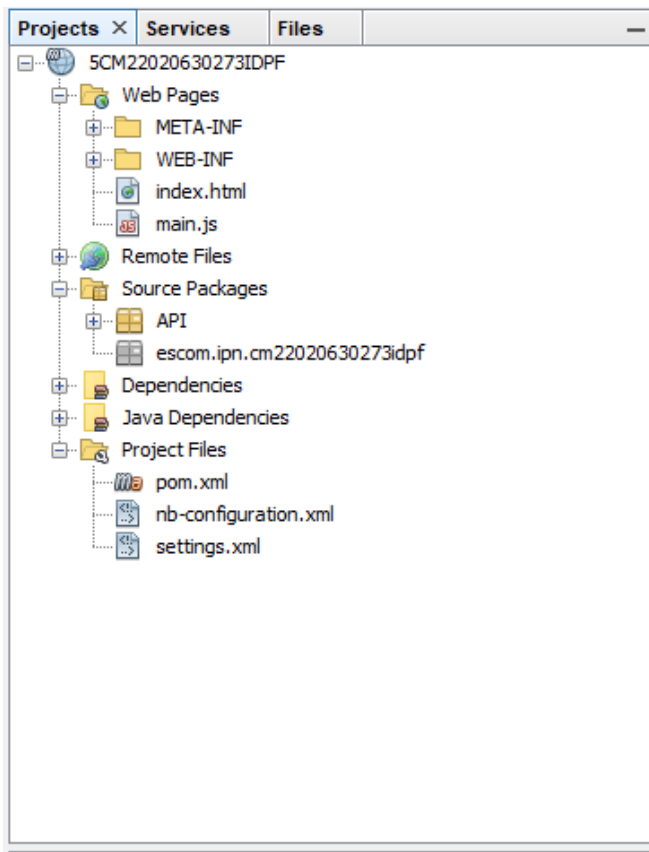 Projects Services Files
5CM22020630273IDPF
Web Pages
META-INF
WEB-INF
index.html
main.js
Remote Files
Source Packages
API
escom.ipn.cm22020630273idpf
Dependencies
Java Dependencies
Project Files
pom.xml
nb-configuration.xml
settings.xml